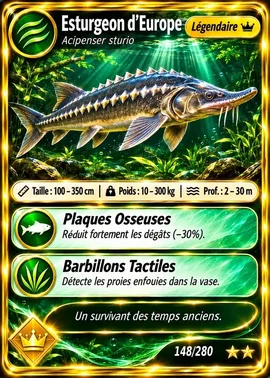 Esturgeon d'Europe
Légendaire
Acipenser sturio
Taille : 100 – 350 cm | Poids : 10 – 300 kg | Prof. : 2 – 30 m
Plaques Osseuses
Réduit fortement les dégâts (–30%).
Barbillons Tactiles
Détecte les proies enfouies dans la vase.
Un survivant des temps anciens.
148/280